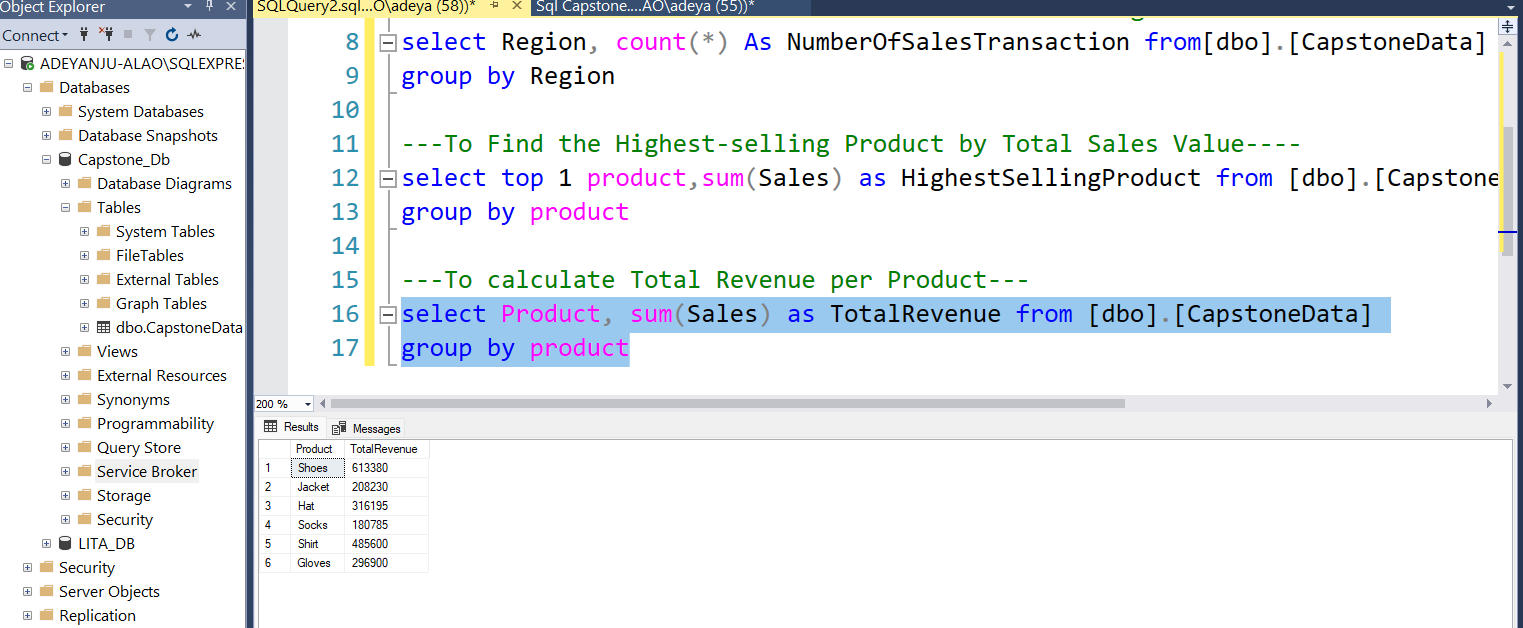 Object Explorer
SQLQuery2.sql...O\adeya (58))*
Sql Capstone....AO\adeya (55))*
Connect
ADEYANJU-ALAO\SQLEXPRE
Databases
System Databases
Database Snapshots
Capstone_Db
Database Diagrams
Tables
System Tables
FileTables
External Tables
Graph Tables
dbo.CapstoneData
Views
External Resources
Synonyms
Programmability
Query Store
Service Broker
Storage
Security
LITA_DB
Security
Server Objects
Replication
8 select Region, count(*) As NumberOfSalesTransaction from[dbo].[CapstoneData]
9 group by Region
10
11 ---To Find the Highest-selling Product by Total Sales Value----
12 select top 1 product,sum(Sales) as HighestSellingProduct from [dbo].[Capstone
13 group by product
14
15 ---To calculate Total Revenue per Product---
16 select Product, sum(Sales) as TotalRevenue from [dbo].[CapstoneData]
17 group by product
200 %
Results Messages
Product TotalRevenue
1 Shoes 613380
2 Jacket 208230
3 Hat 316195
4 Socks 180785
5 Shirt 485600
6 Gloves 296900